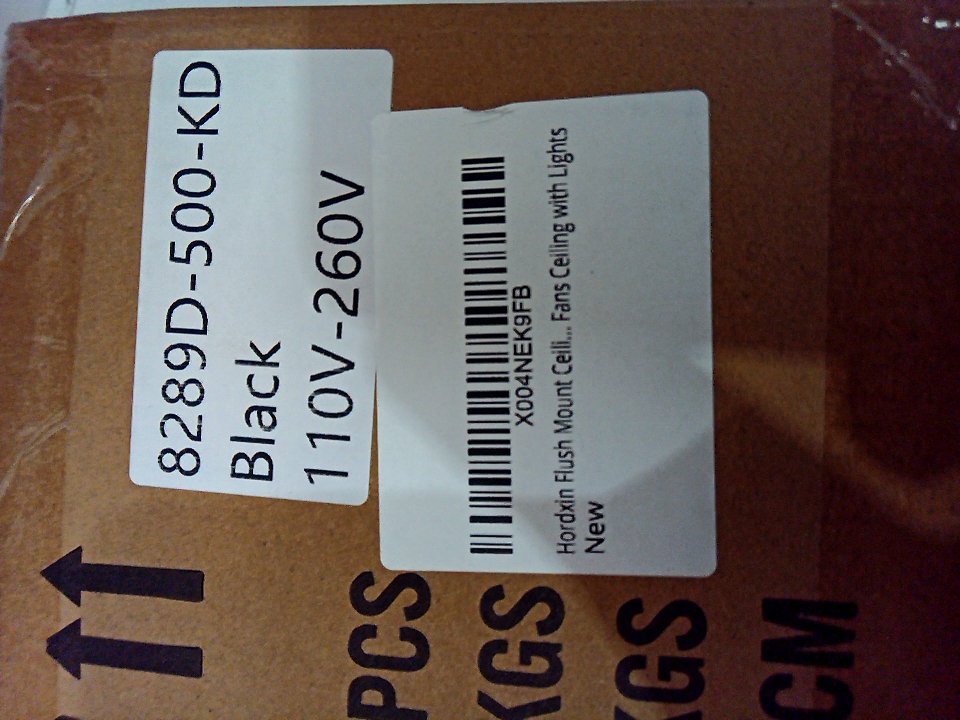 8289D-500-KD
Black
110V-260V
X004NEK9FB
Hordxin Flush Mount Ceili... Fans Ceiling with Lights
New
PCS
KGS
KGS
CM